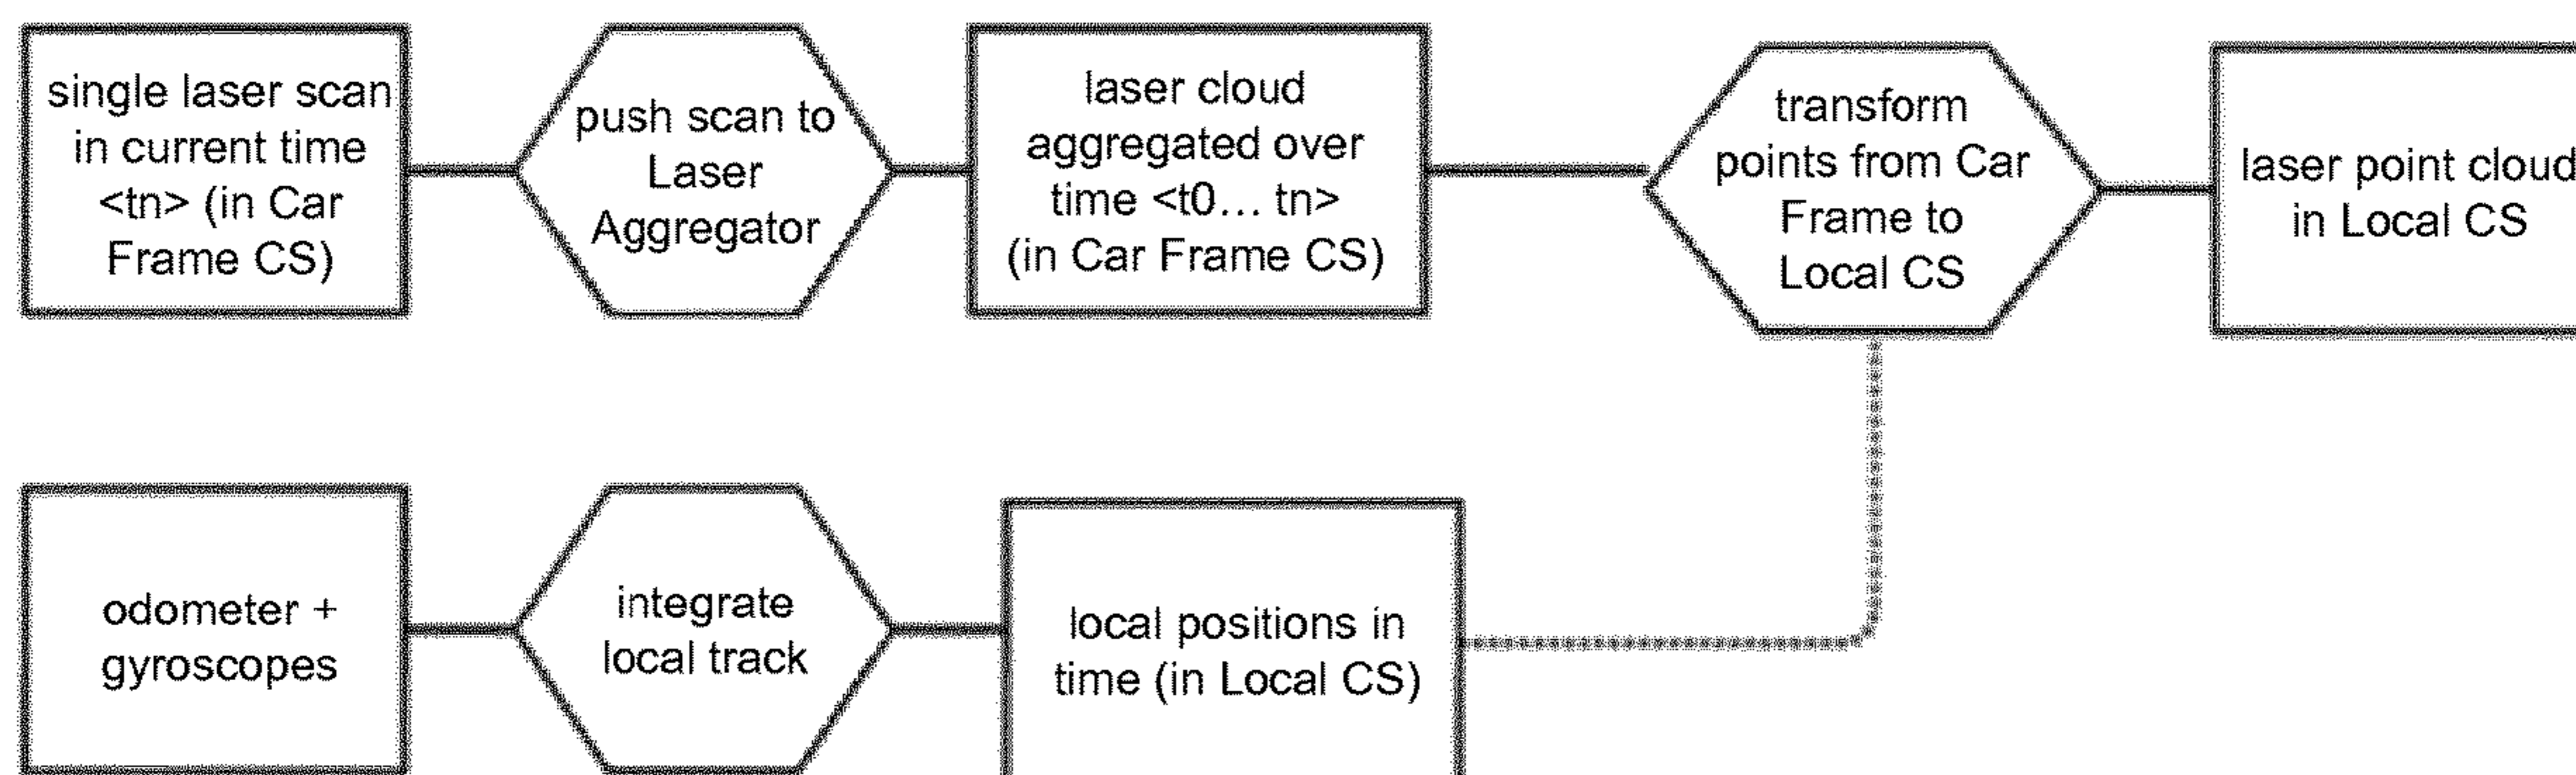 single laser scan
in current time
<tn> (in Car
Frame CS)
push scan to
Laser
Aggregator
laser cloud
aggregated over
time <t0... tn>
(in Car Frame CS)
transform
points from Car
Frame to
Local CS
laser point cloud
in Local CS
odometer +
gyroscopes
integrate
local track
local positions in
time (in Local CS)